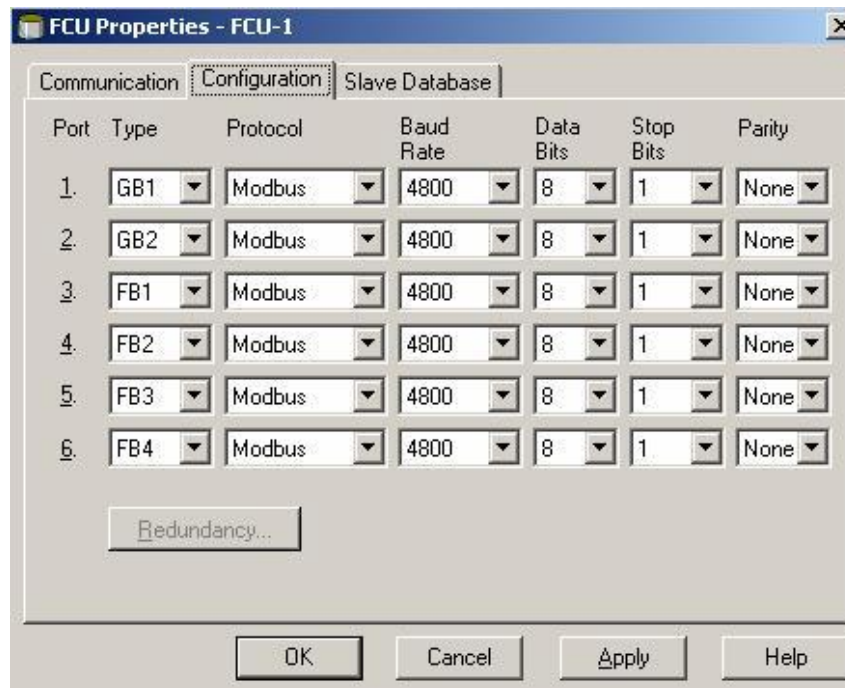 FCU Properties - FCU-1
Communication Configuration Slave Database
Port Type Protocol Baud Rate Data Bits Stop Bits Parity
1. GB1 Modbus 4800 8 1 None
2. GB2 Modbus 4800 8 1 None
3. FB1 Modbus 4800 8 1 None
4. FB2 Modbus 4800 8 1 None
5. FB3 Modbus 4800 8 1 None
6. FB4 Modbus 4800 8 1 None
Redundancy...
OK Cancel Apply Help